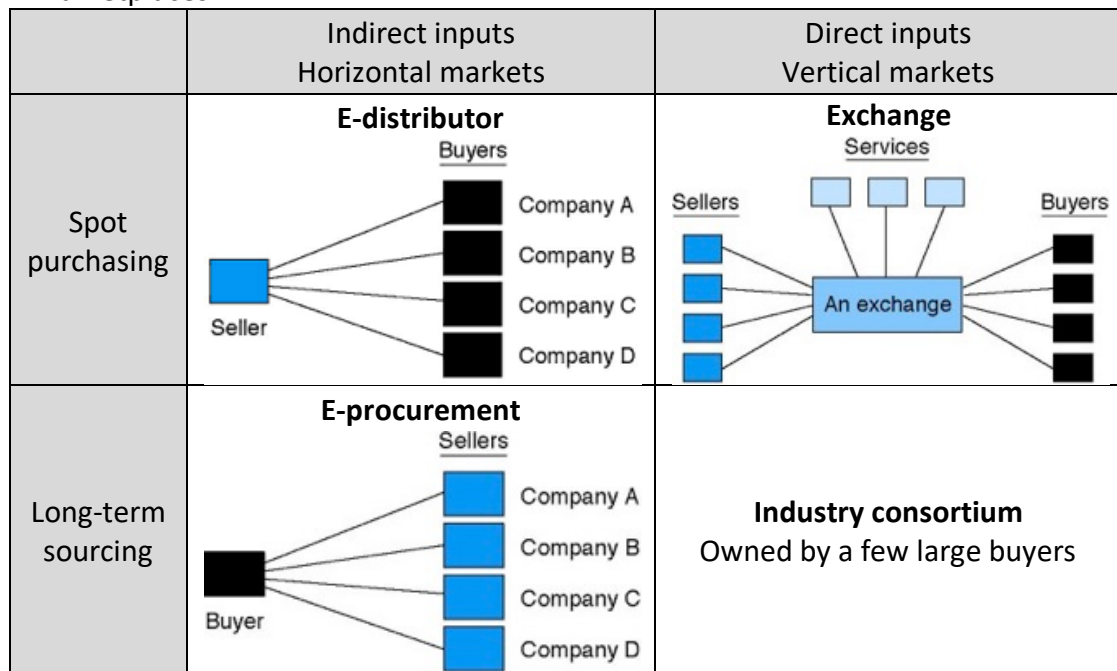 Indirect inputs
Horizontal markets
Direct inputs
Vertical markets
Spot
purchasing
E-distributor
Buyers
Company A
Company B
Company C
Company D
Seller
Exchange
Services
Sellers
Buyers
An exchange
Long-term
sourcing
E-procurement
Sellers
Company A
Company B
Company C
Company D
Buyer
Industry consortium
Owned by a few large buyers